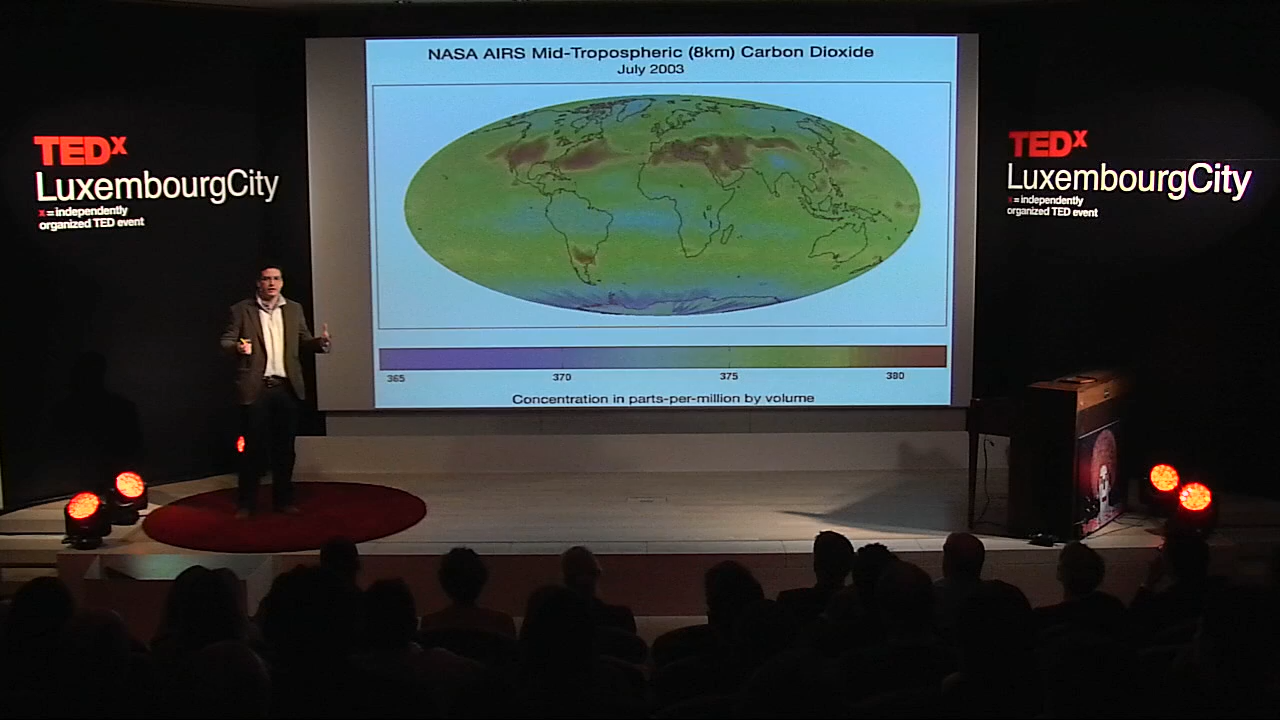 NASA AIRS Mid-Tropospheric (8km) Carbon Dioxide
July 2003
365 370 375 380
Concentration in parts-per-million by volume
TEDx
LuxembourgCity
x = independently
organized TED event
TEDx
LuxembourgCity
x = independently
organized TED event